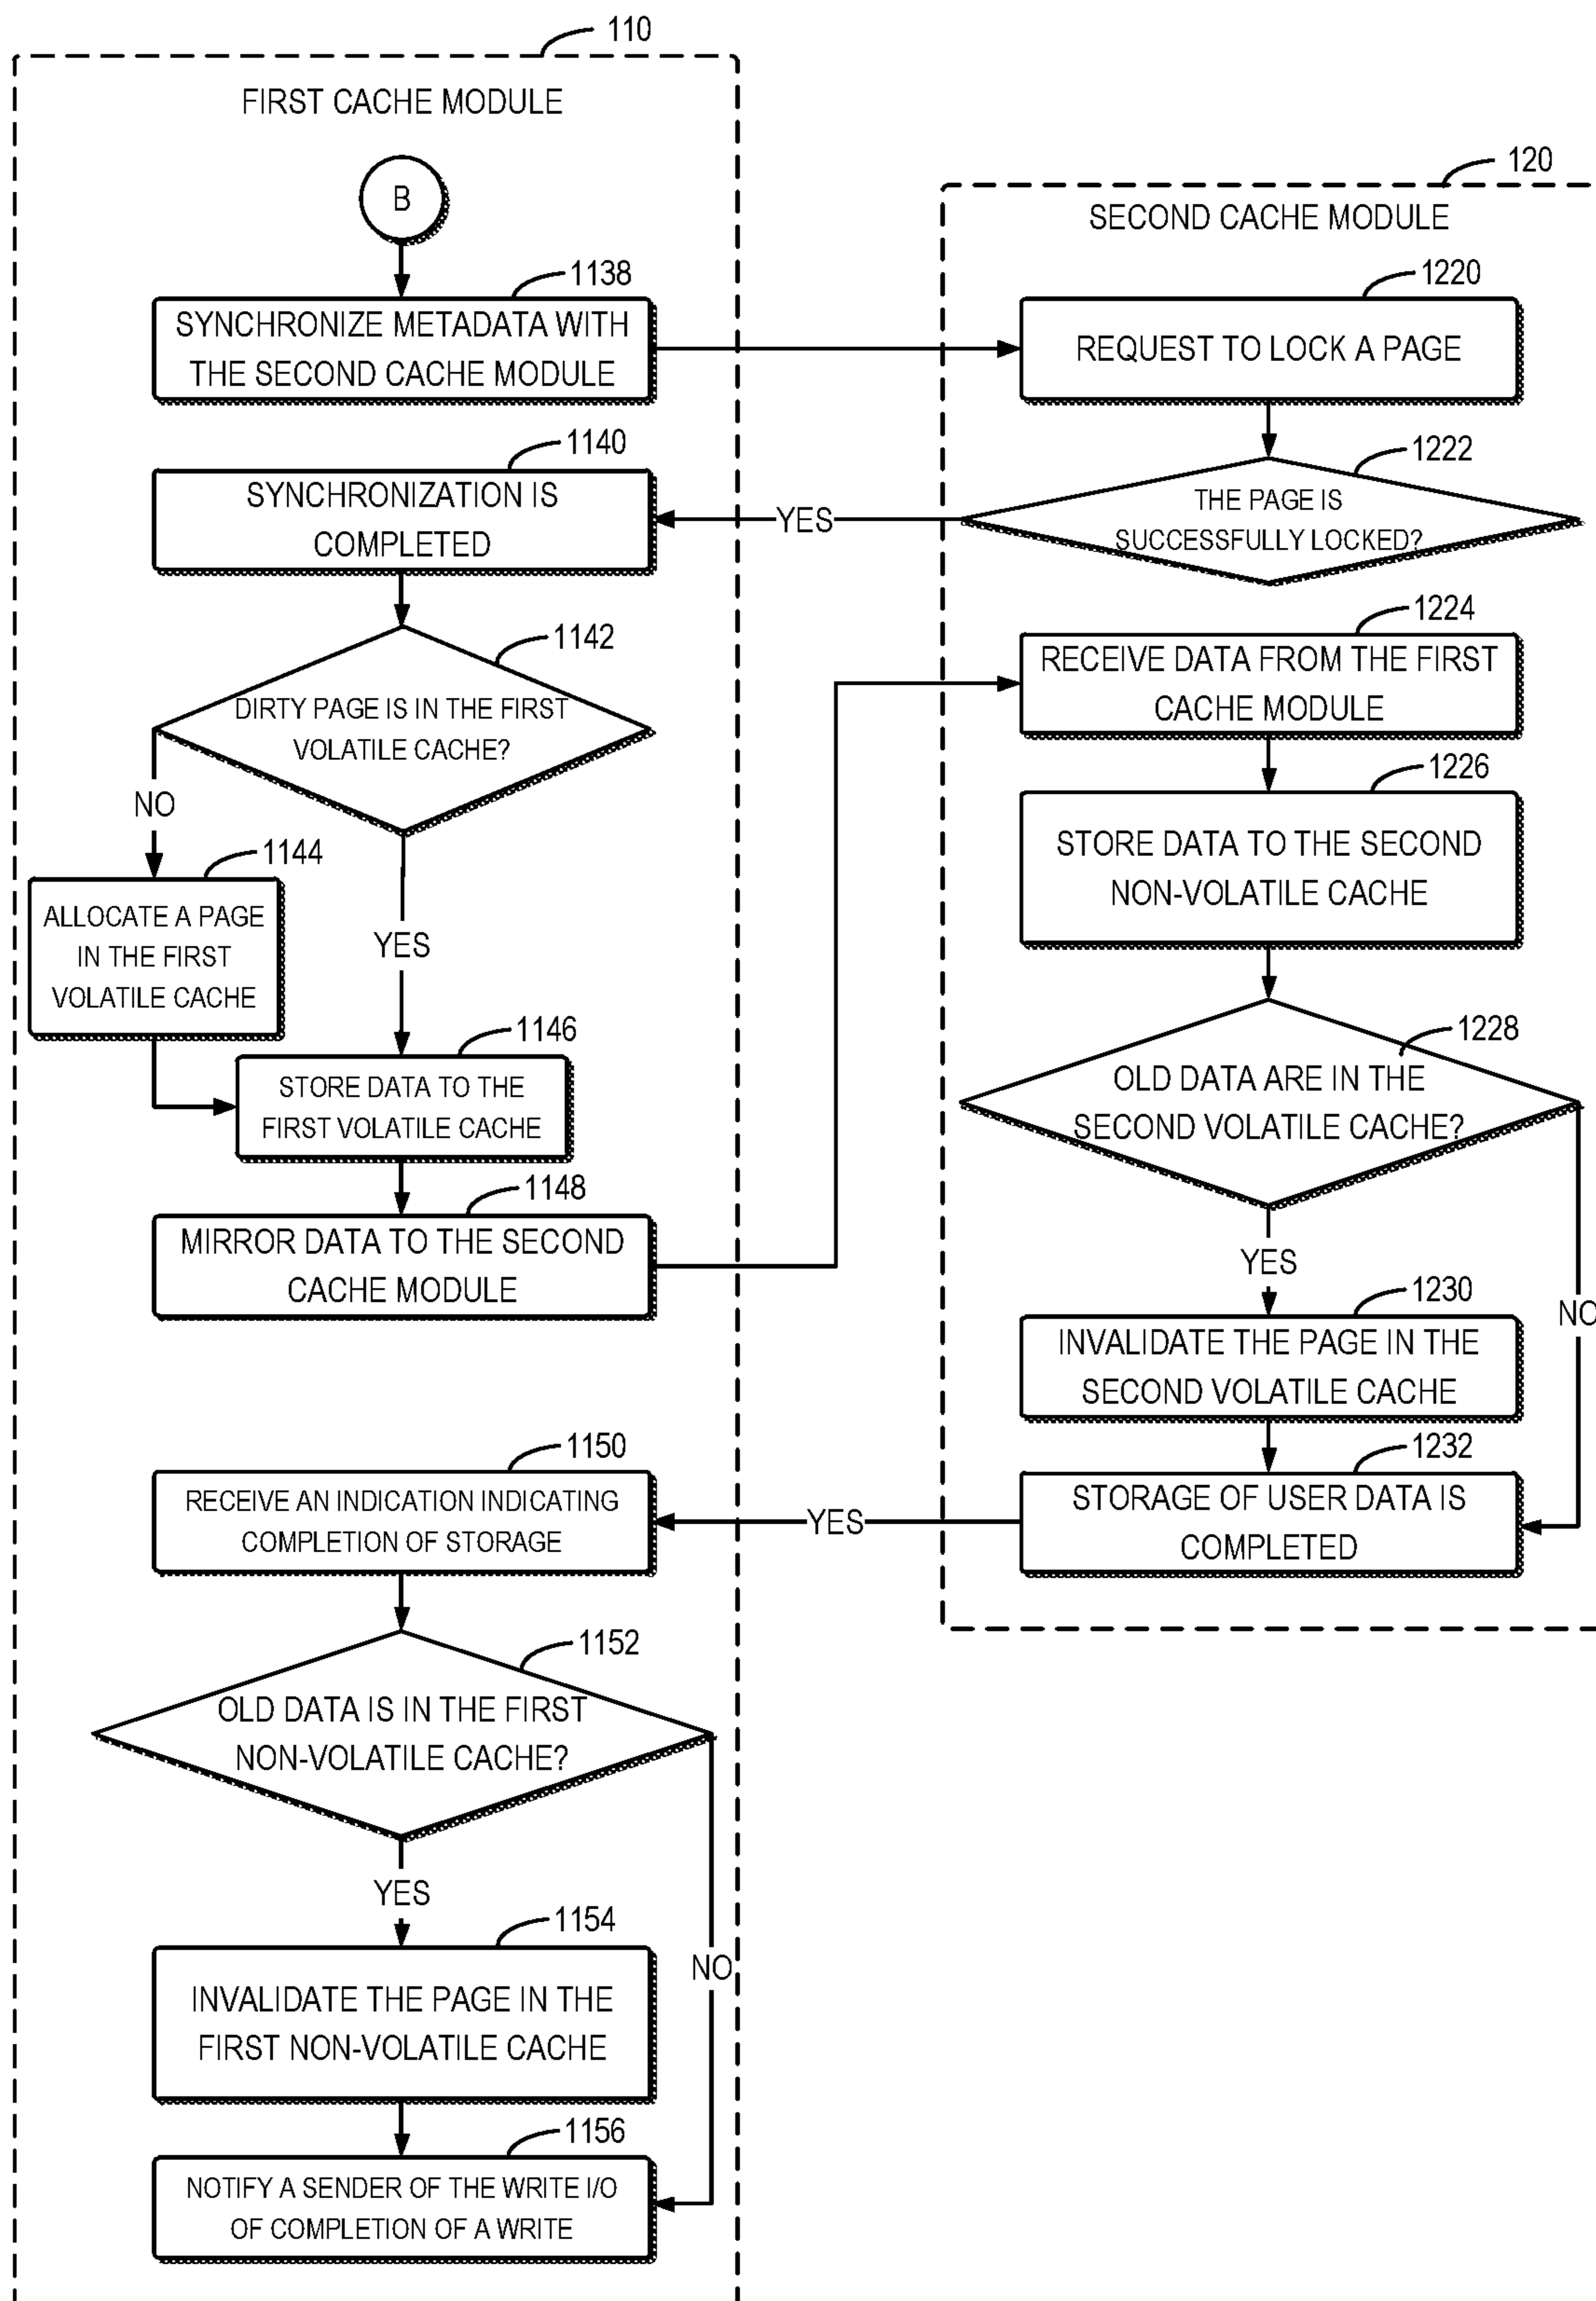 110
FIRST CACHE MODULE
B
1138
SYNCHRONIZE METADATA WITH
THE SECOND CACHE MODULE
1140
SYNCHRONIZATION IS
COMPLETED
1142
DIRTY PAGE IS IN THE FIRST
VOLATILE CACHE?
NO
1144
ALLOCATE A PAGE
IN THE FIRST
VOLATILE CACHE
YES
1146
STORE DATA TO THE
FIRST VOLATILE CACHE
1148
MIRROR DATA TO THE SECOND
CACHE MODULE
1150
RECEIVE AN INDICATION INDICATING
COMPLETION OF STORAGE
1152
OLD DATA IS IN THE FIRST
NON-VOLATILE CACHE?
YES
NO
1154
INVALIDATE THE PAGE IN THE
FIRST NON-VOLATILE CACHE
1156
NOTIFY A SENDER OF THE WRITE I/O
OF COMPLETION OF A WRITE
120
SECOND CACHE MODULE
1220
REQUEST TO LOCK A PAGE
1222
THE PAGE IS
SUCCESSFULLY LOCKED?
YES
1224
RECEIVE DATA FROM THE FIRST
CACHE MODULE
1226
STORE DATA TO THE SECOND
NON-VOLATILE CACHE
1228
OLD DATA ARE IN THE
SECOND VOLATILE CACHE?
YES
NO
1230
INVALIDATE THE PAGE IN THE
SECOND VOLATILE CACHE
1232
STORAGE OF USER DATA IS
COMPLETED
YES